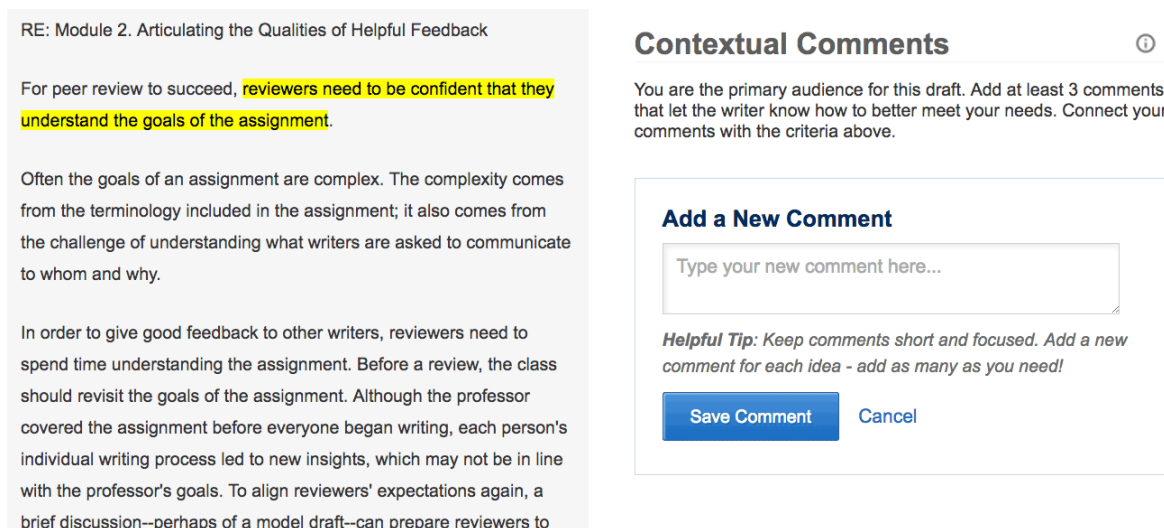 RE: Module 2. Articulating the Qualities of Helpful Feedback
For peer review to succeed, reviewers need to be confident that they
understand the goals of the assignment.
Often the goals of an assignment are complex. The complexity comes
from the terminology included in the assignment; it also comes from
the challenge of understanding what writers are asked to communicate
to whom and why.
In order to give good feedback to other writers, reviewers need to
spend time understanding the assignment. Before a review, the class
should revisit the goals of the assignment. Although the professor
covered the assignment before everyone began writing, each person's
individual writing process led to new insights, which may not be in line
with the professor's goals. To align reviewers' expectations again, a
brief discussion--perhaps of a model draft--can prepare reviewers to
Contextual Comments
You are the primary audience for this draft. Add at least 3 comments
that let the writer know how to better meet your needs. Connect your
comments with the criteria above.
Add a New Comment
Type your new comment here...
Helpful Tip: Keep comments short and focused. Add a new
comment for each idea - add as many as you need!
Save Comment Cancel